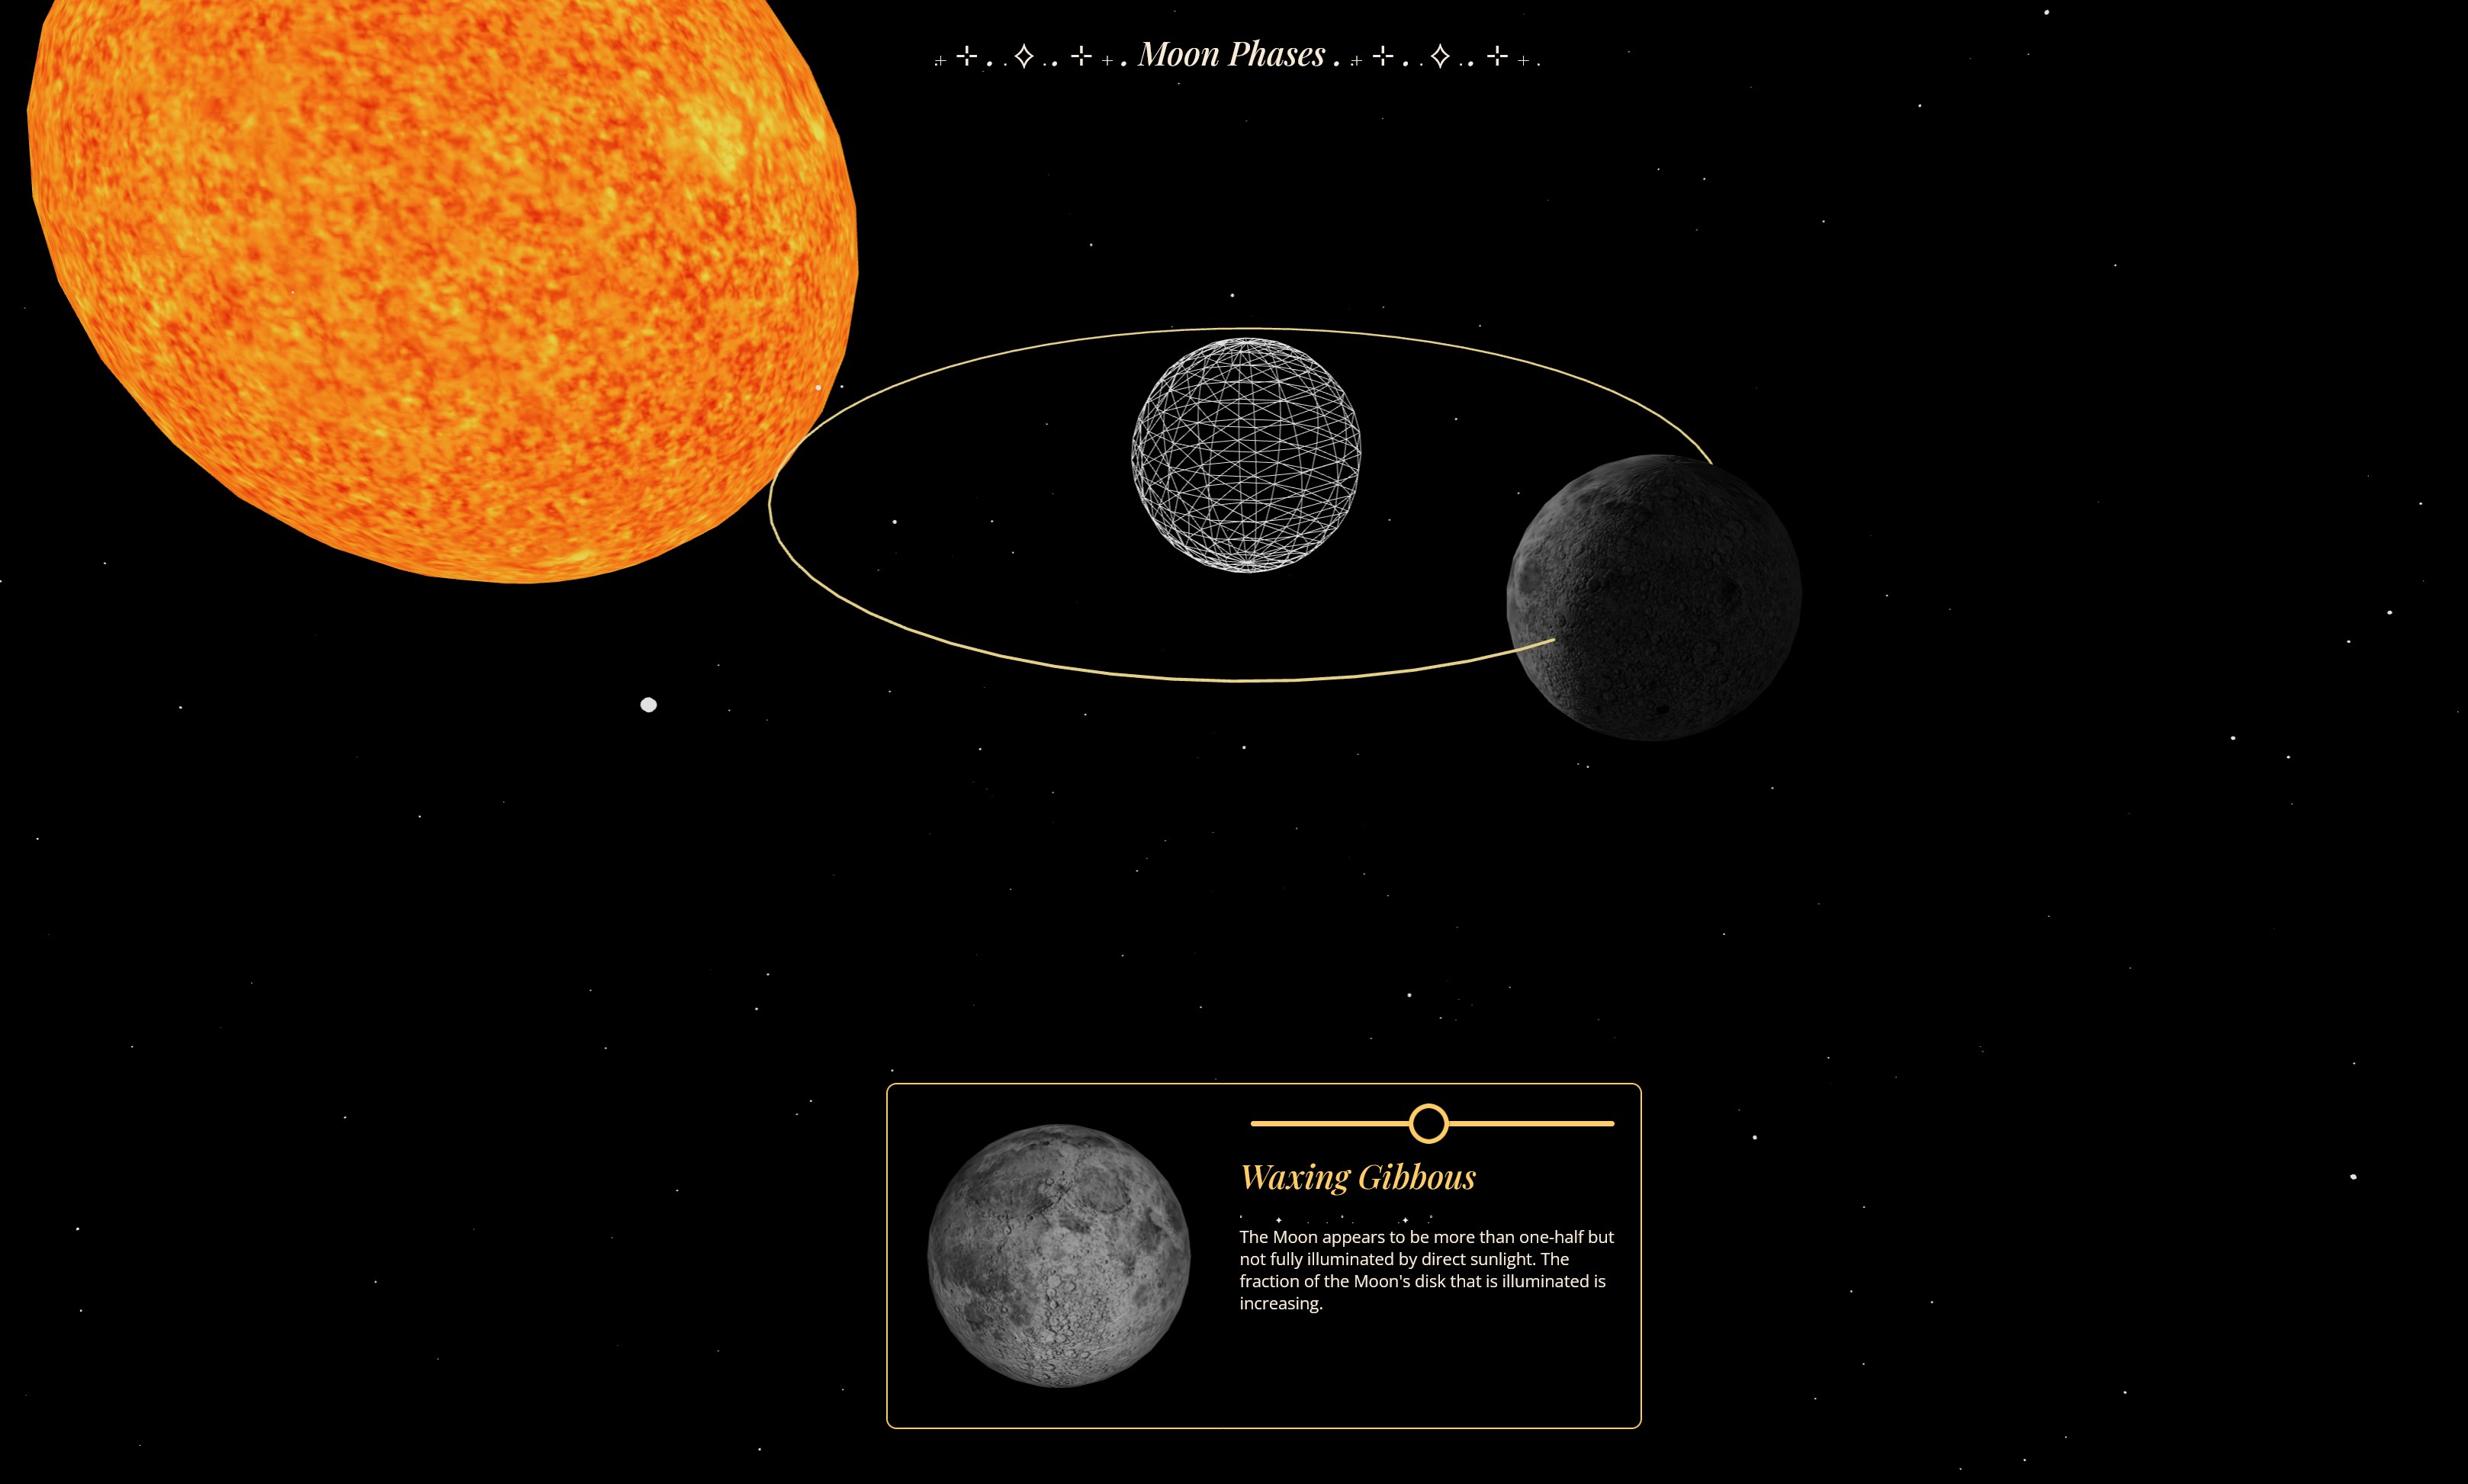 .+ ⊹ . . ✧ . . ⊹ + . Moon Phases . .+ ⊹ . . ✧ . . ⊹ + .
Waxing Gibbous
The Moon appears to be more than one-half but
not fully illuminated by direct sunlight. The
fraction of the Moon's disk that is illuminated is
increasing.